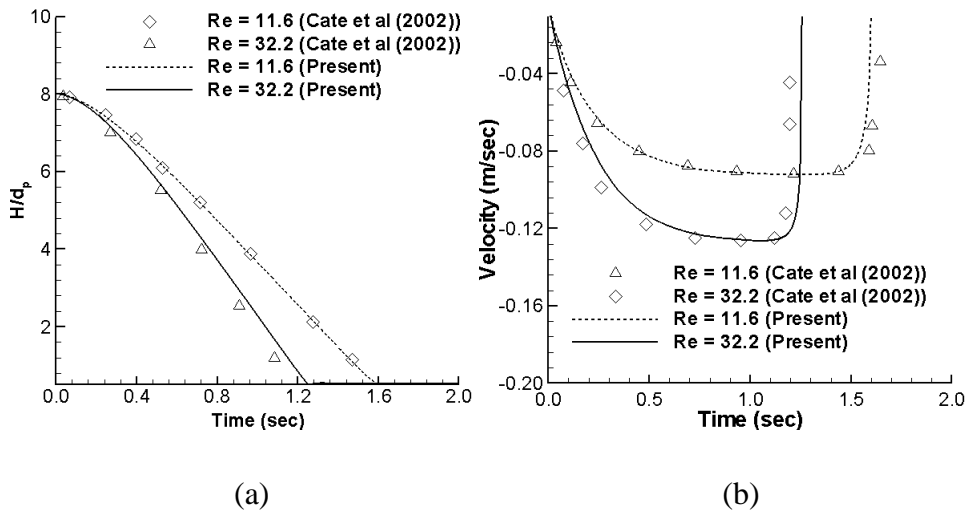 10
8
6
4
2
H/dp
0.0 0.4 0.8 1.2 1.6 2.0
Time (sec)
Re = 11.6 (Cate et al (2002))
Re = 32.2 (Cate et al (2002))
Re = 11.6 (Present)
Re = 32.2 (Present)
(a)
-0.04
-0.08
-0.12
-0.16
-0.20
Velocity (m/sec)
0.0 0.5 1.0 1.5 2.0
Time (sec)
Re = 11.6 (Cate et al (2002))
Re = 32.2 (Cate et al (2002))
Re = 11.6 (Present)
Re = 32.2 (Present)
(b)